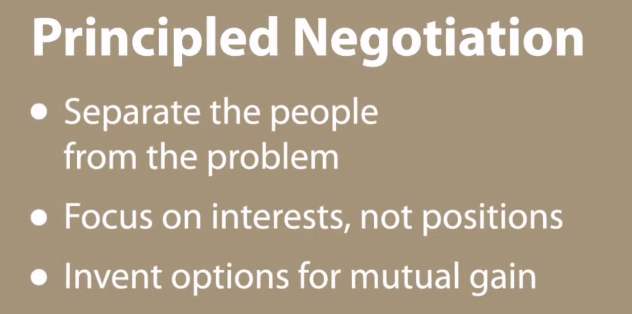 Principled Negotiation
• Separate the people
from the problem
• Focus on interests, not positions
• Invent options for mutual gain